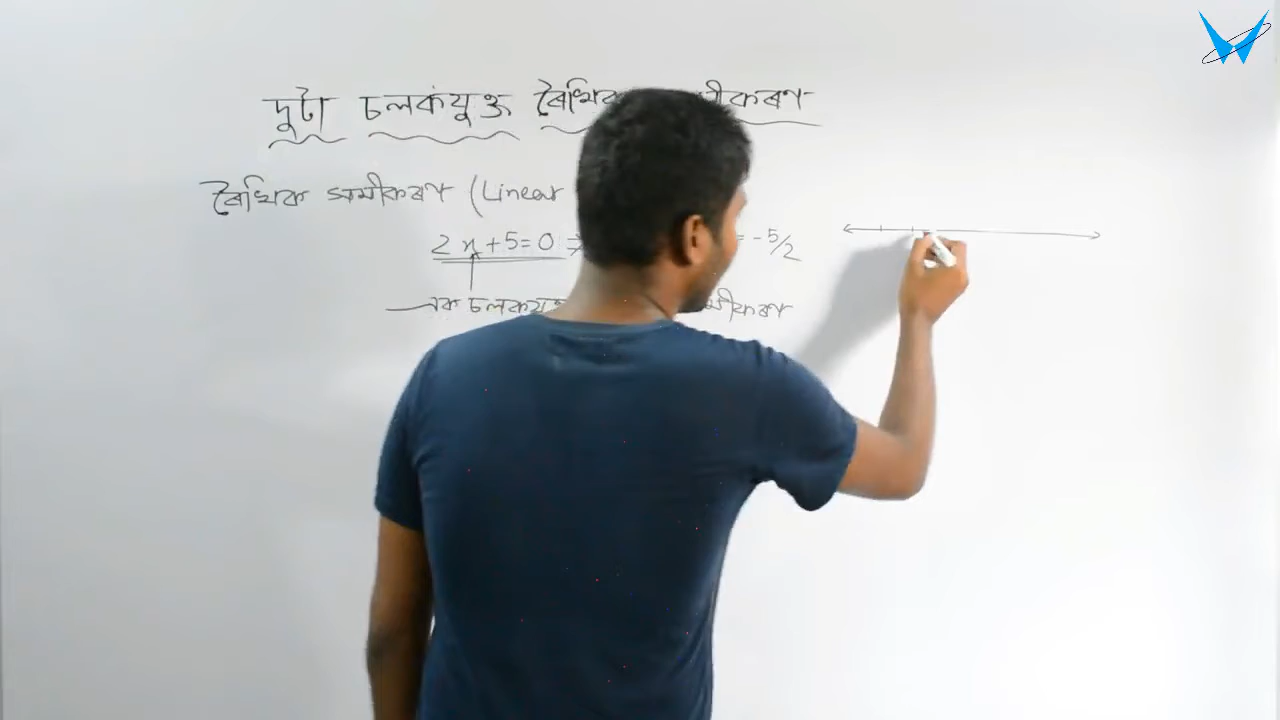 দুটা চলকযুক্ত ৰৈখিক সমীকৰণ
ৰৈখিক সমীকৰণ (Linear
2x+5=0 ⇒ = -5/2
এক চলকযুক্ত সমীকৰণ